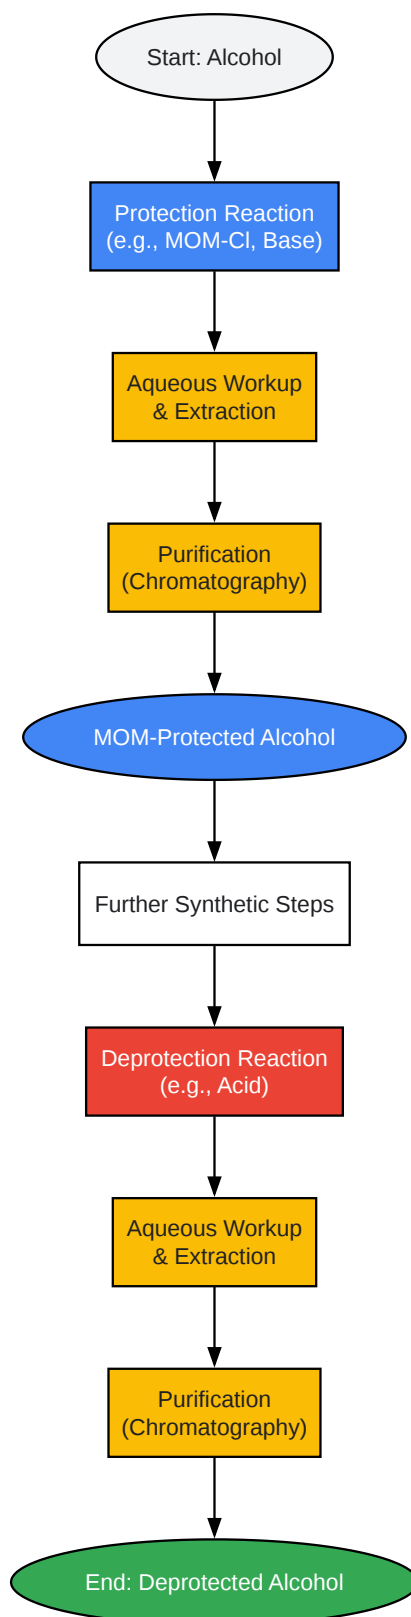 Start: Alcohol
Protection Reaction
(e.g., MOM-Cl, Base)
Aqueous Workup
& Extraction
Purification
(Chromatography)
MOM-Protected Alcohol
Further Synthetic Steps
Deprotection Reaction
(e.g., Acid)
Aqueous Workup
& Extraction
Purification
(Chromatography)
End: Deprotected Alcohol